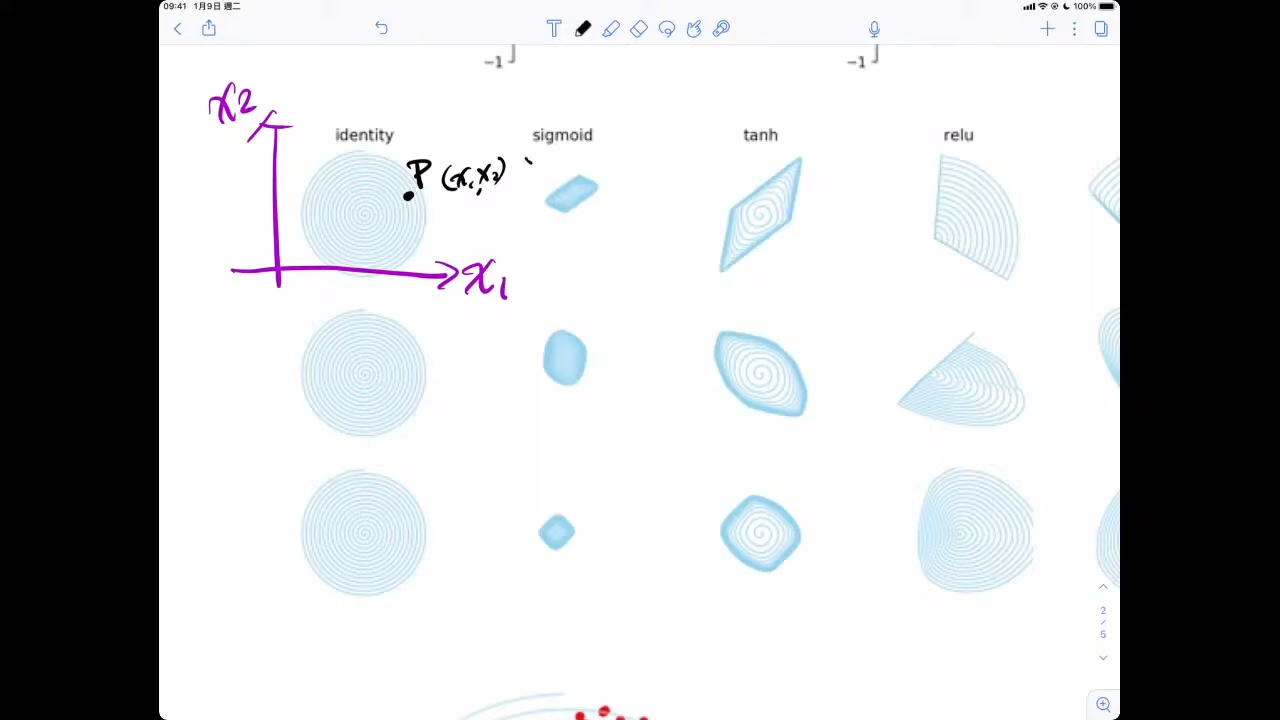 09:41 1月9日 週二
100%
T
-1 -1
x2
identity sigmoid tanh relu
P (x1, x2)
x1
2
/
5